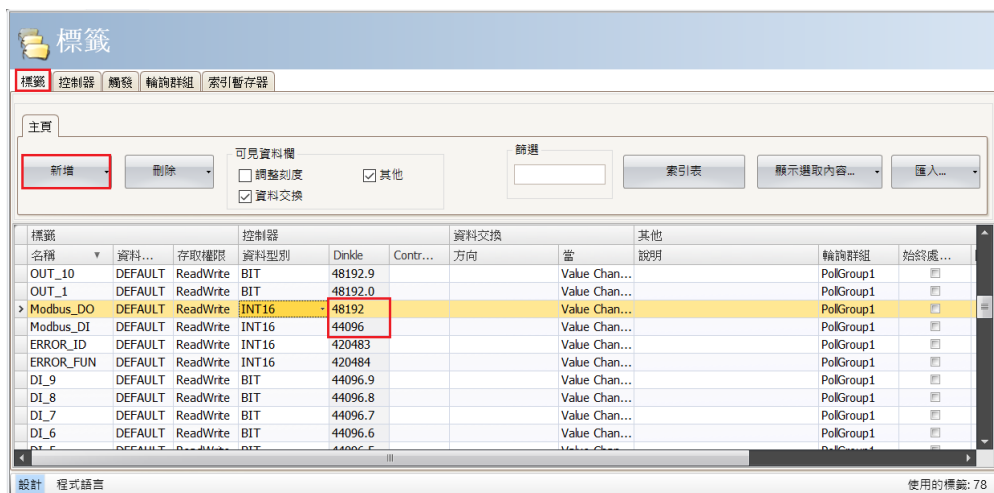 標籤
標籤 控制器 觸發 輪詢群組 索引暫存器
主頁
新增 刪除 可見資料欄 調整刻度 資料交換 其他 篩選 索引表 顯示選取內容... 匯入...
標籤 控制器 資料交換 其他
名稱 資料... 存取權限 資料型別 Dinkle Contr... 方向 當 說明 輪詢群組 始終處...
OUT_10 DEFAULT ReadWrite BIT 48192.9 Value Chan... PollGroup1
OUT_1 DEFAULT ReadWrite BIT 48192.0 Value Chan... PollGroup1
Modbus_DO DEFAULT ReadWrite INT16 48192 Value Chan... PollGroup1
Modbus_DI DEFAULT ReadWrite INT16 44096 Value Chan... PollGroup1
ERROR_ID DEFAULT ReadWrite INT16 420483 Value Chan... PollGroup1
ERROR_FUN DEFAULT ReadWrite INT16 420484 Value Chan... PollGroup1
DI_9 DEFAULT ReadWrite BIT 44096.9 Value Chan... PollGroup1
DI_8 DEFAULT ReadWrite BIT 44096.8 Value Chan... PollGroup1
DI_7 DEFAULT ReadWrite BIT 44096.7 Value Chan... PollGroup1
DI_6 DEFAULT ReadWrite BIT 44096.6 Value Chan... PollGroup1
設計 程式語言 使用的標籤: 78